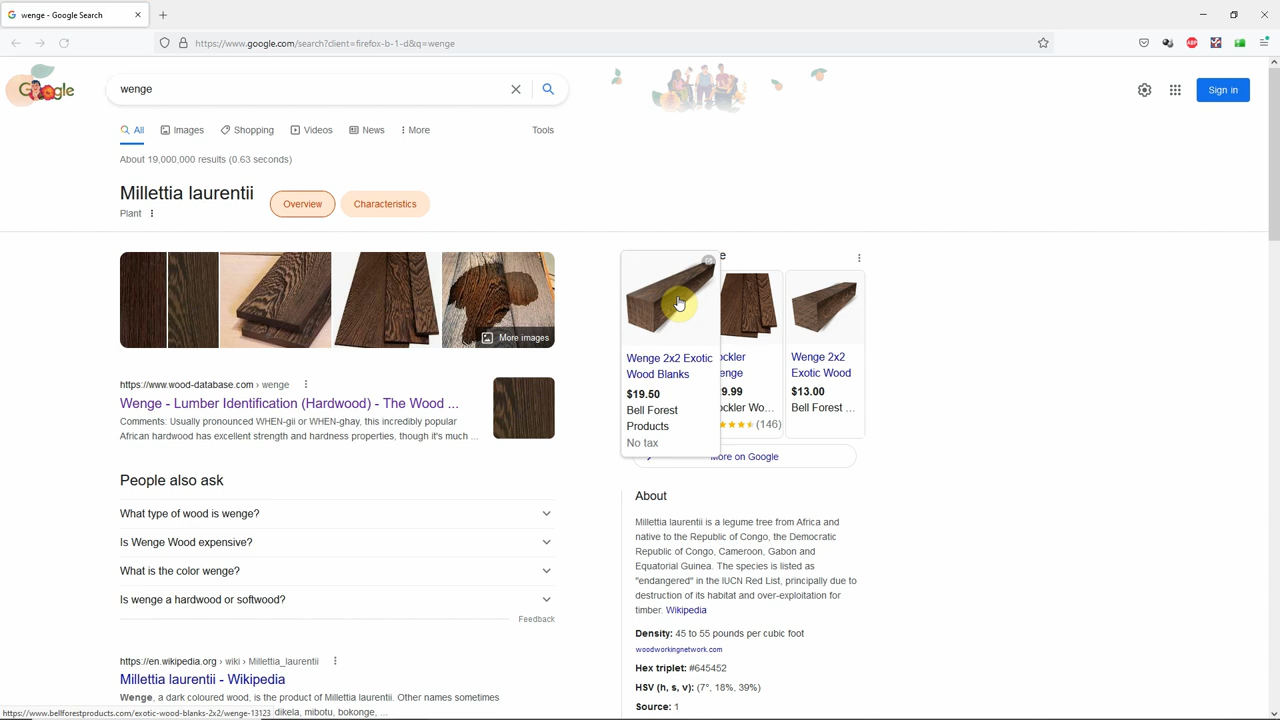 wenge - Google Search
https://www.google.com/search?client=firefox-b-1-d&q=wenge
Google
wenge
Sign in
All
Images
Shopping
Videos
News
More
Tools
About 19,000,000 results (0.63 seconds)
Millettia laurentii
Plant
Overview
Characteristics
More images
https://www.wood-database.com › wenge
Wenge - Lumber Identification (Hardwood) - The Wood ...
Comments: Usually pronounced WHEN-gii or WHEN-ghay, this incredibly popular
African hardwood has excellent strength and hardness properties, though it's much ...
People also ask
What type of wood is wenge?
Is Wenge Wood expensive?
What is the color wenge?
Is wenge a hardwood or softwood?
Feedback
https://en.wikipedia.org › wiki › Millettia_laurentii
Millettia laurentii - Wikipedia
Wenge, a dark coloured wood, is the product of Millettia laurentii. Other names sometimes
dikela, mibotu, bokonge, ...
https://www.bellforestproducts.com/exotic-wood-blanks-2x2/wenge-13123
e
Wenge 2x2 Exotic
Wood Blanks
$19.50
Bell Forest
Products
No tax
ockler
enge
9.99
ockler Wo...
(146)
Wenge 2x2
Exotic Wood
$13.00
Bell Forest ...
More on Google
About
Millettia laurentii is a legume tree from Africa and
native to the Republic of Congo, the Democratic
Republic of Congo, Cameroon, Gabon and
Equatorial Guinea. The species is listed as
"endangered" in the IUCN Red List, principally due to
destruction of its habitat and over-exploitation for
timber. Wikipedia
Density: 45 to 55 pounds per cubic foot
woodworkingnetwork.com
Hex triplet: #645452
HSV (h, s, v): (7°, 18%, 39%)
Source: 1